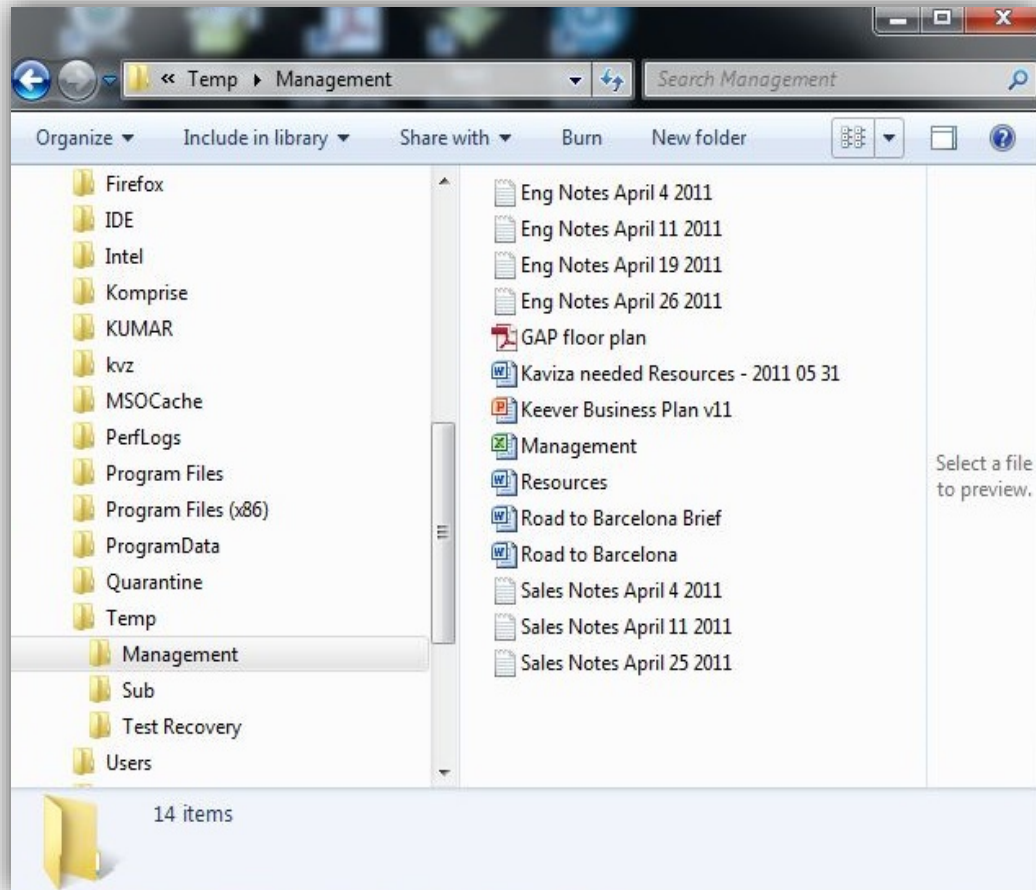 « Temp ▸ Management
Search Management
Organize Include in library Share with Burn New folder
Firefox
IDE
Intel
Komprise
KUMAR
kvz
MSOCache
PerfLogs
Program Files
Program Files (x86)
ProgramData
Quarantine
Temp
Management
Sub
Test Recovery
Users
Eng Notes April 4 2011
Eng Notes April 11 2011
Eng Notes April 19 2011
Eng Notes April 26 2011
GAP floor plan
Kaviza needed Resources - 2011 05 31
Keever Business Plan v11
Management
Resources
Road to Barcelona Brief
Road to Barcelona
Sales Notes April 4 2011
Sales Notes April 11 2011
Sales Notes April 25 2011
Select a file
to preview.
14 items